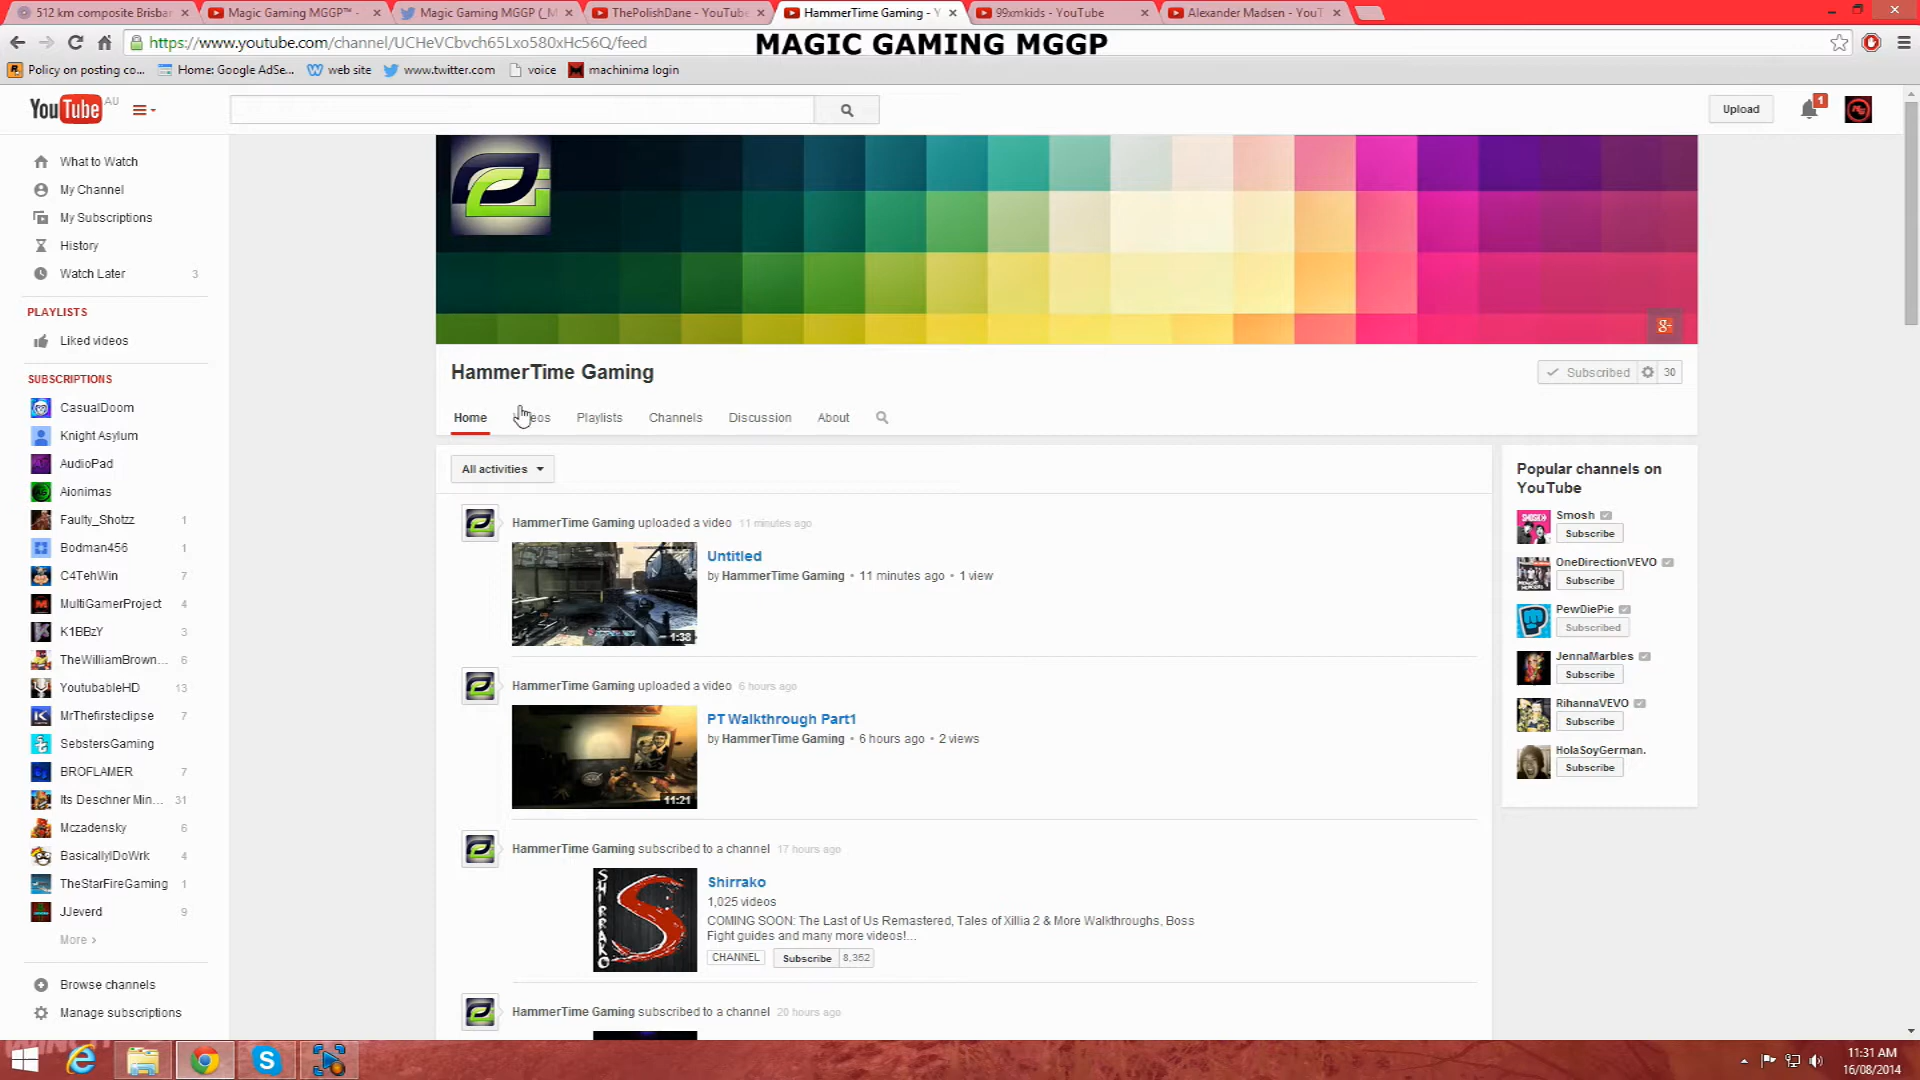 512 km composite Brisba
Magic Gaming MGGP™ -
Magic Gaming MGGP (_M
ThePolishDane - YouTube
HammerTime Gaming - Y
99xmkids - YouTube
Alexander Madsen - YouT
https://www.youtube.com/channel/UCHeVCbvch65Lxo580xHc56Q/feed
MAGIC GAMING MGGP
Policy on posting co...
Home: Google AdSe...
web site
www.twitter.com
voice
machinima login
YouTube AU
Upload
1
What to Watch
My Channel
My Subscriptions
History
Watch Later 3
PLAYLISTS
Liked videos
SUBSCRIPTIONS
CasualDoom
Knight Asylum
AudioPad
Aionimas
Faulty_Shotzz 1
Bodman456 1
C4TehWin 7
MultiGamerProject 4
K1BBzY 3
TheWilliamBrown... 6
YoutubableHD 13
MrThefirsteclipse 7
SebstersGaming
BROFLAMER 7
Its Deschner Min... 31
Mczadensky 6
BasicallyIDoWrk 4
TheStarFireGaming 1
JJeverd 9
More ›
Browse channels
Manage subscriptions
HammerTime Gaming
Subscribed 30
Home
Playlists
Channels
Discussion
About
All activities
HammerTime Gaming uploaded a video 11 minutes ago
Untitled
by HammerTime Gaming • 11 minutes ago • 1 view
1:38
HammerTime Gaming uploaded a video 6 hours ago
PT Walkthrough Part1
by HammerTime Gaming • 6 hours ago • 2 views
11:21
HammerTime Gaming subscribed to a channel 17 hours ago
SHIRRAKO
Shirrako
1,025 videos
COMING SOON: The Last of Us Remastered, Tales of Xillia 2 & More Walkthroughs, Boss
Fight guides and many more videos!...
CHANNEL
Subscribe 8,352
HammerTime Gaming subscribed to a channel 20 hours ago
Popular channels on
YouTube
Smosh
Subscribe
OneDirectionVEVO
Subscribe
PewDiePie
Subscribed
JennaMarbles
Subscribe
RihannaVEVO
Subscribe
HolaSoyGerman.
Subscribe
11:31 AM
16/08/2014